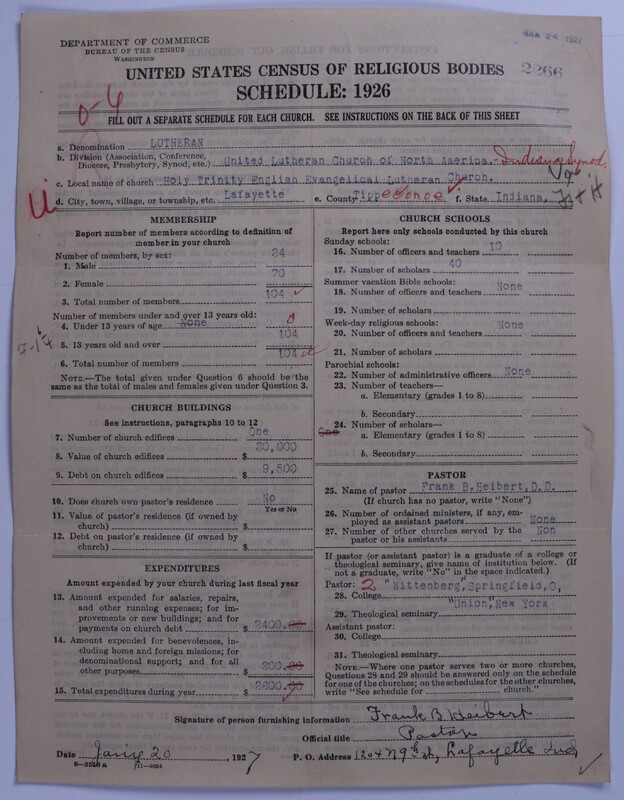 DEPARTMENT OF COMMERCE
BUREAU OF THE CENSUS
WASHINGTON
JAN 24 1927
UNITED STATES CENSUS OF RELIGIOUS BODIES
2266
SCHEDULE: 1926
0-6
FILL OUT A SEPARATE SCHEDULE FOR EACH CHURCH. SEE INSTRUCTIONS ON THE BACK OF THIS SHEET
a. Denomination LUTHERAN
b. Division (Association, Conference, Diocese, Presbytery, Synod, etc.) United Lutheran Church of North America. Indiana Synod.
c. Local name of church Holy Trinity English Evangelical Lutheran Church.
d. City, town, village, or township, etc. Lafayette e. County Tippecanoe f. State Indiana.
MEMBERSHIP
Report number of members according to definition of
member in your church
Number of members, by sex:
1. Male 34
2. Female 70
3. Total number of members 104
Number of members under and over 13 years old:
4. Under 13 years of age None 0
5. 13 years old and over 104
6. Total number of members 104
NOTE.—The total given under Question 6 should be the
same as the total of males and females given under Question 3.
CHURCH BUILDINGS
See instructions, paragraphs 10 to 12
7. Number of church edifices One
8. Value of church edifices $ 20,000
9. Debt on church edifices $ 9,500
10. Does church own pastor's residence No
Yes or No
11. Value of pastor's residence (if owned by
church) $
12. Debt on pastor's residence (if owned by
church) $
EXPENDITURES
Amount expended by your church during last fiscal year
13. Amount expended for salaries, repairs,
and other running expenses; for im-
provements or new buildings; and for
payments on church debt $ 2400.00
14. Amount expended for benevolences, in-
cluding home and foreign missions; for
denominational support; and for all
other purposes $ 200.00
15. Total expenditures during year $ 2600.00
CHURCH SCHOOLS
Report here only schools conducted by this church
Sunday schools:
16. Number of officers and teachers 10
17. Number of scholars 40
Summer vacation Bible schools:
18. Number of officers and teachers None
19. Number of scholars
Week-day religious schools:
20. Number of officers and teachers None
21. Number of scholars
Parochial schools:
22. Number of administrative officers None
23. Number of teachers—
a. Elementary (grades 1 to 8)
b. Secondary
24. Number of scholars—
a. Elementary (grades 1 to 8)
b. Secondary
PASTOR
25. Name of pastor Frank B. Heibert, D.D.
(If church has no pastor, write "None")
26. Number of ordained ministers, if any, em-
ployed as assistant pastors None
27. Number of other churches served by the
pastor or his assistants Non
If pastor (or assistant pastor) is a graduate of a college or
theological seminary, give name of institution below. (If
not a graduate, write "No" in the space indicated.)
Pastor: 2
28. College "Wittenberg", Springfield, O,
29. Theological seminary "Union", New York
Assistant pastor:
30. College
31. Theological seminary
NOTE.—Where one pastor serves two or more churches,
Questions 28 and 29 should be answered only on the schedule
for one of the churches; on the schedules for the other churches,
write "See schedule for church."
Signature of person furnishing information Frank B. Heibert
Official title Pastor
Date Jany 20, 1927 P. O. Address 1204 N 9th st, Lafayette Ind
8-5518 a 11-9264